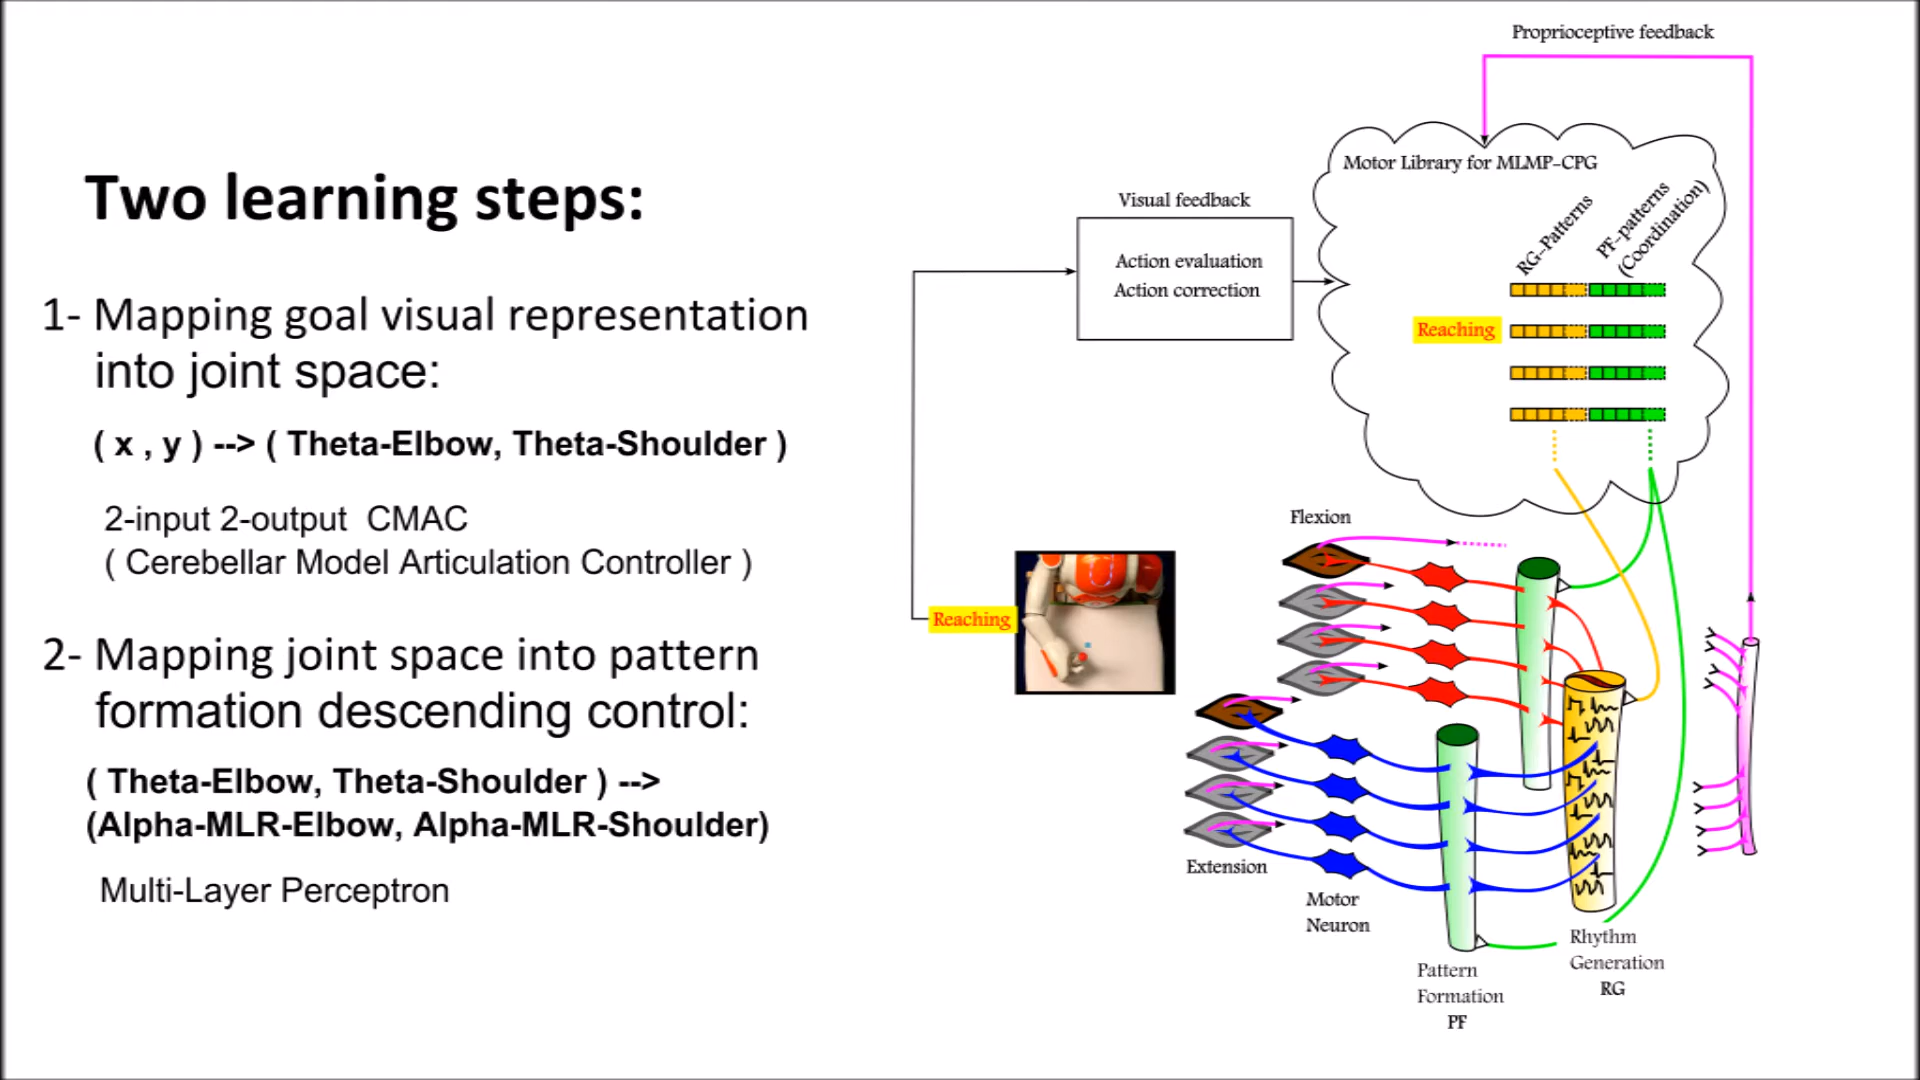 Two learning steps:
1- Mapping goal visual representation
into joint space:
( x , y ) --> ( Theta-Elbow, Theta-Shoulder )
2-input 2-output CMAC
( Cerebellar Model Articulation Controller )
2- Mapping joint space into pattern
formation descending control:
( Theta-Elbow, Theta-Shoulder ) -->
(Alpha-MLR-Elbow, Alpha-MLR-Shoulder)
Multi-Layer Perceptron
Proprioceptive feedback
Motor Library for MLMP-CPG
Visual feedback
Action evaluation
Action correction
RG-Patterns
PF-patterns
(Coordination)
Reaching
Flexion
Reaching
Extension
Motor
Neuron
Rhythm
Generation
RG
Pattern
Formation
PF